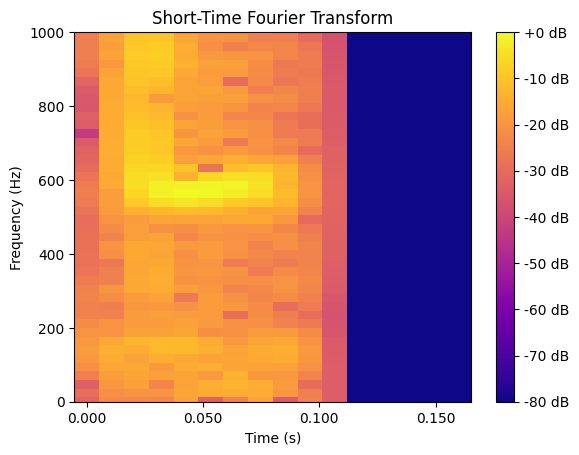 Short-Time Fourier Transform
1000
800
600
400
200
0
Frequency (Hz)
0.000
0.050
0.100
0.150
Time (s)
+0 dB
-10 dB
-20 dB
-30 dB
-40 dB
-50 dB
-60 dB
-70 dB
-80 dB